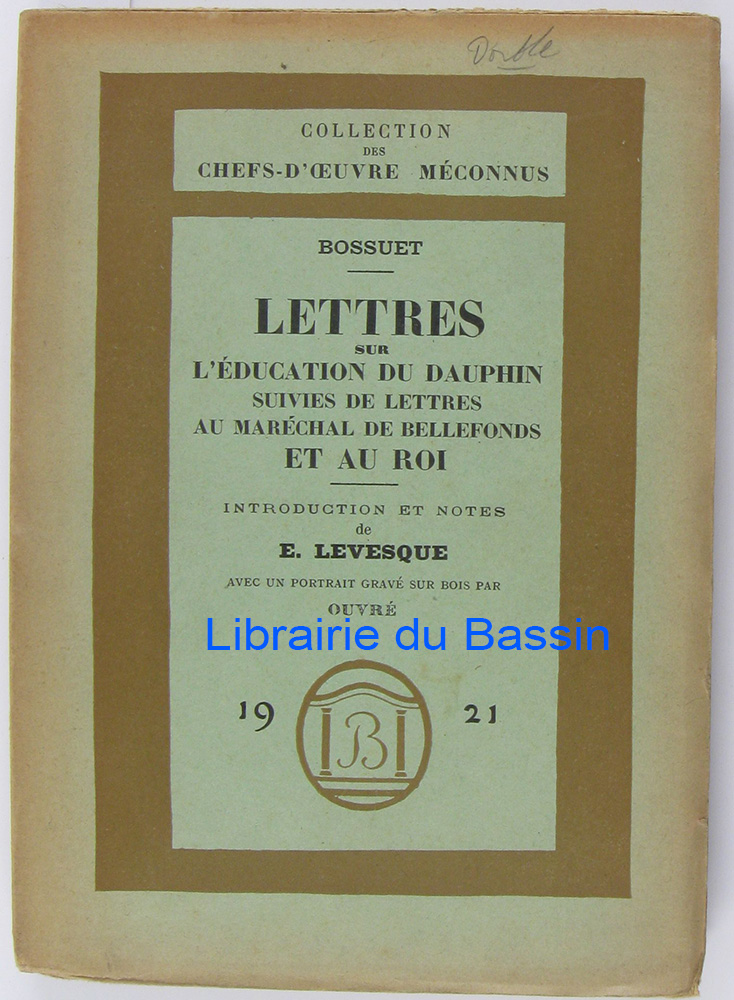 Double
COLLECTION
DES
CHEFS-D'ŒUVRE MÉCONNUS
BOSSUET
LETTRES
SUR
L'ÉDUCATION DU DAUPHIN
SUIVIES DE LETTRES
AU MARÉCHAL DE BELLEFONDS
ET AU ROI
INTRODUCTION ET NOTES
de
E. LEVESQUE
AVEC UN PORTRAIT GRAVÉ SUR BOIS PAR
OUVRÉ
Librairie du Bassin
19 B 21